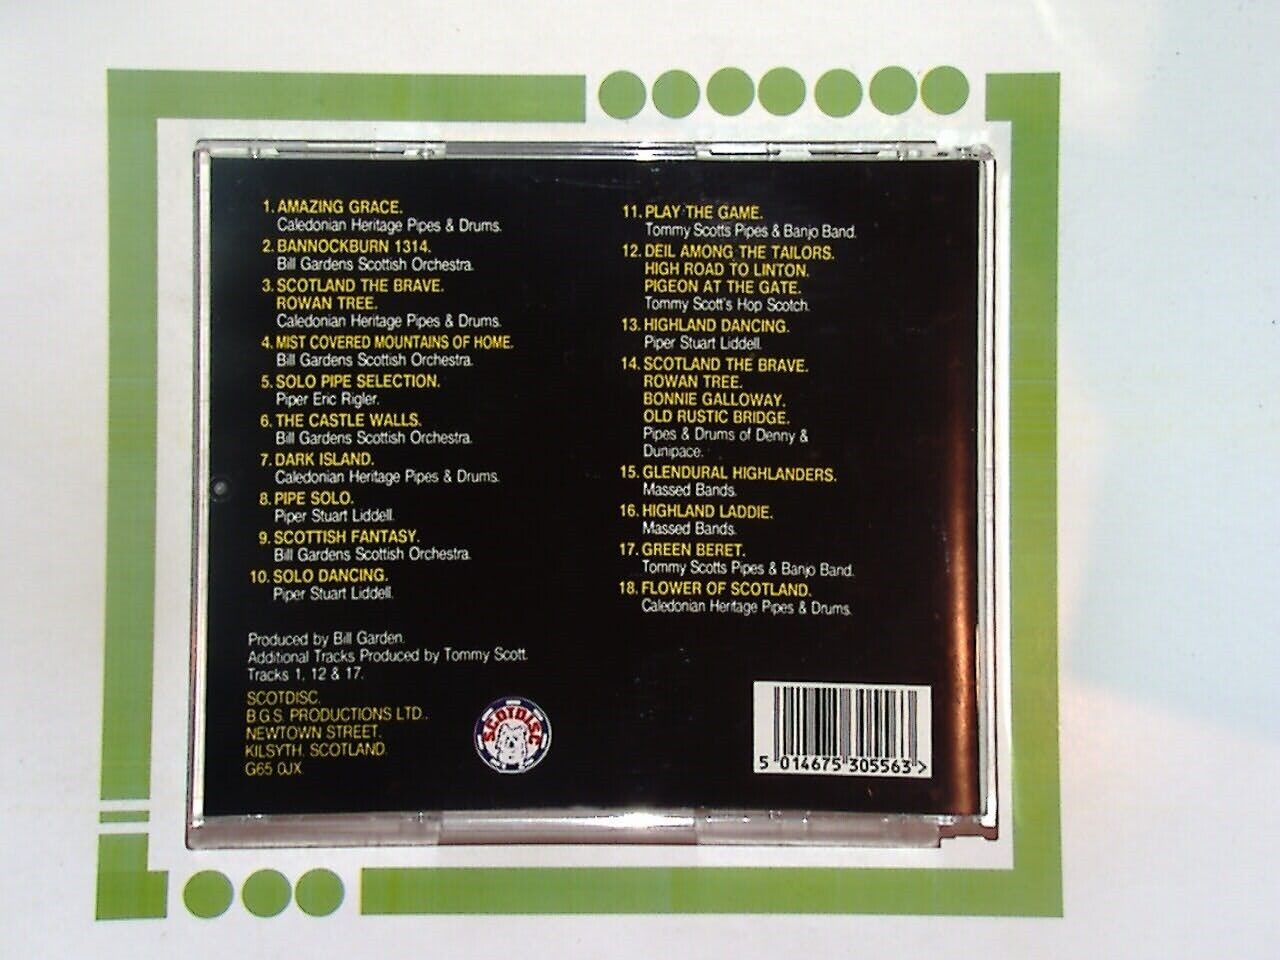 1. AMAZING GRACE.
Caledonian Heritage Pipes & Drums.
2. BANNOCKBURN 1314.
Bill Gardens Scottish Orchestra.
3. SCOTLAND THE BRAVE.
ROWAN TREE.
Caledonian Heritage Pipes & Drums.
4. MIST COVERED MOUNTAINS OF HOME.
Bill Gardens Scottish Orchestra.
5. SOLO PIPE SELECTION.
Piper Eric Rigler.
6. THE CASTLE WALLS.
Bill Gardens Scottish Orchestra.
7. DARK ISLAND.
Caledonian Heritage Pipes & Drums.
8. PIPE SOLO.
Piper Stuart Liddell.
9. SCOTTISH FANTASY.
Bill Gardens Scottish Orchestra.
10. SOLO DANCING.
Piper Stuart Liddell.
11. PLAY THE GAME.
Tommy Scotts Pipes & Banjo Band.
12. DEIL AMONG THE TAILORS.
HIGH ROAD TO LINTON.
PIGEON AT THE GATE.
Tommy Scott's Hop Scotch.
13. HIGHLAND DANCING.
Piper Stuart Liddell.
14. SCOTLAND THE BRAVE.
ROWAN TREE.
BONNIE GALLOWAY.
OLD RUSTIC BRIDGE.
Pipes & Drums of Denny &
Dunipace.
15. GLENDURAL HIGHLANDERS.
Massed Bands.
16. HIGHLAND LADDIE.
Massed Bands.
17. GREEN BERET.
Tommy Scotts Pipes & Banjo Band.
18. FLOWER OF SCOTLAND.
Caledonian Heritage Pipes & Drums.
Produced by Bill Garden.
Additional Tracks Produced by Tommy Scott.
Tracks 1, 12 & 17.
SCOTDISC.
B.G.S. PRODUCTIONS LTD.,
NEWTOWN STREET,
KILSYTH, SCOTLAND.
G65 0JX
SCOTDISC
5 014675 305563 >